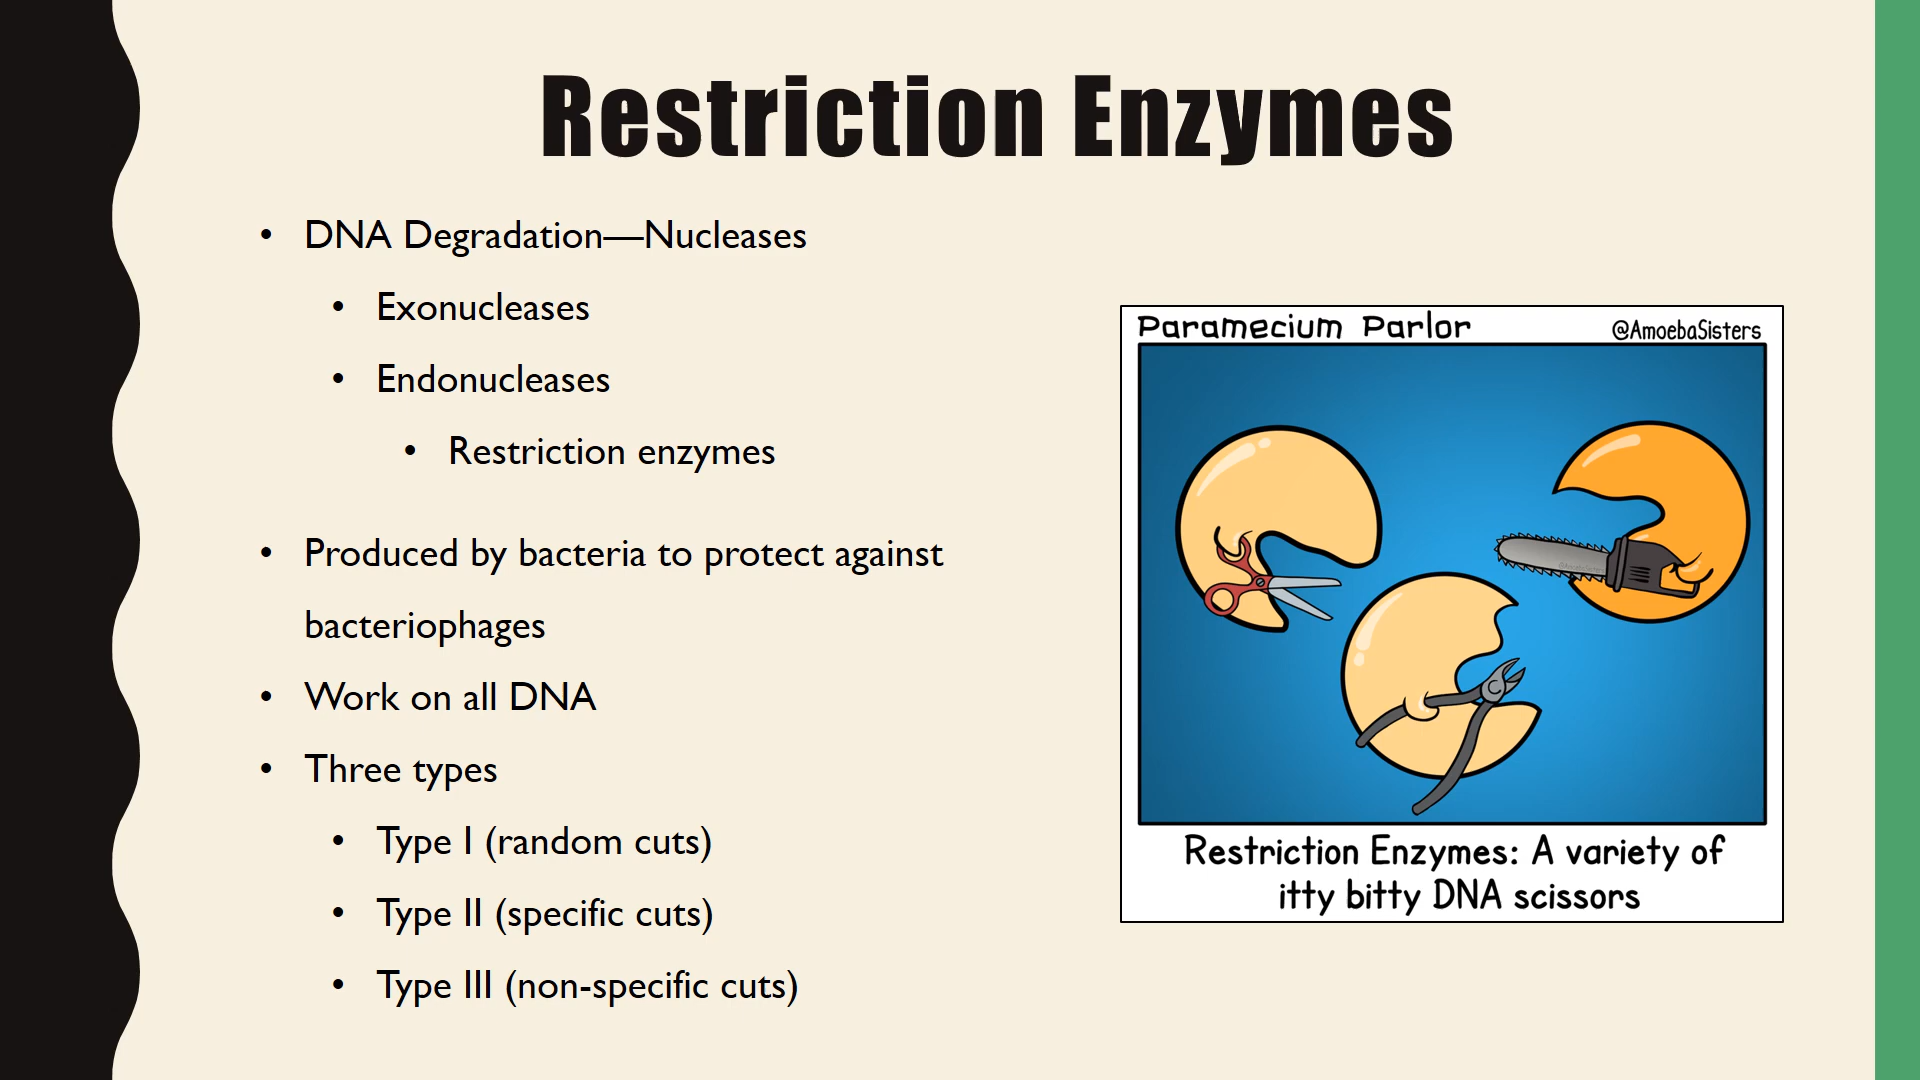 Restriction Enzymes
• DNA Degradation—Nucleases
• Exonucleases
• Endonucleases
• Restriction enzymes
• Produced by bacteria to protect against
bacteriophages
• Work on all DNA
• Three types
• Type I (random cuts)
• Type II (specific cuts)
• Type III (non-specific cuts)
Paramecium Parlor
@AmoebaSisters
Restriction Enzymes: A variety of
itty bitty DNA scissors